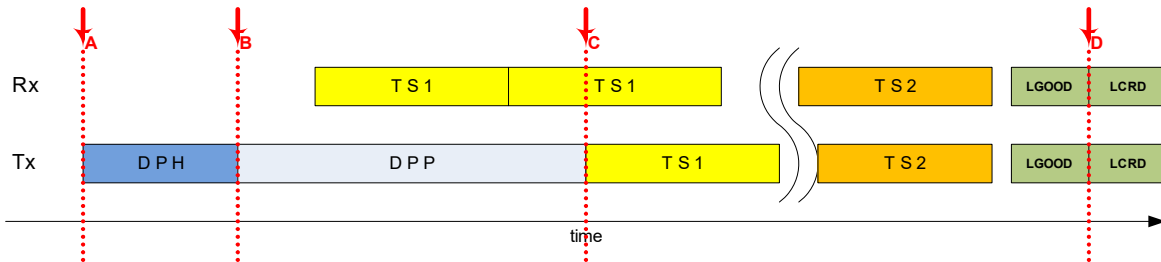 A B C D
Rx TS1 TS1 TS2 LGOOD LCRD
Tx DPH DPP TS1 TS2 LGOOD LCRD
time